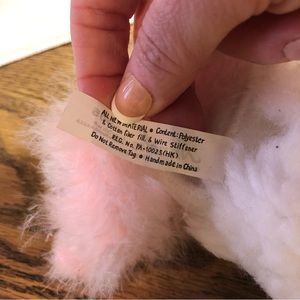 ALL NEW MATERIAL • Content: Polyester
& Cotton fiber fill, & Wire Stiffener
REG. No. PA-10023 (HK)
Do Not Remove Tag • Handmade in China